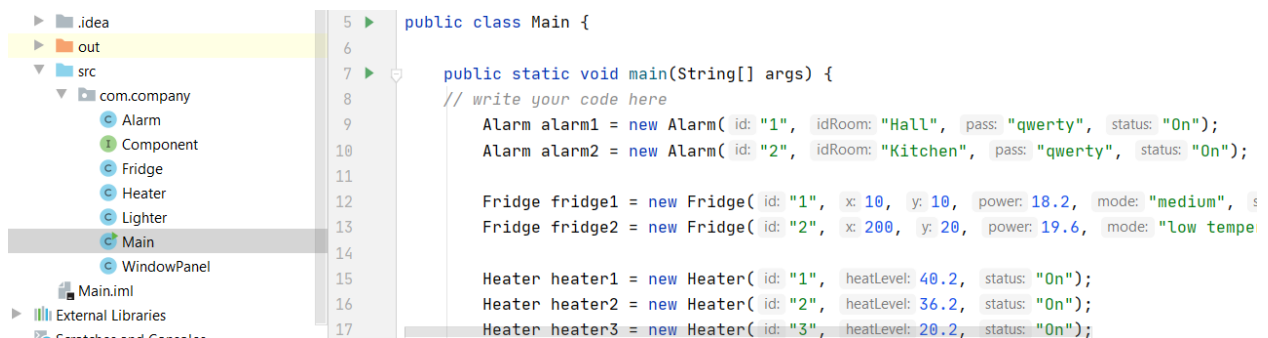 .idea
out
src
com.company
Alarm
Component
Fridge
Heater
Lighter
Main
WindowPanel
Main.iml
External Libraries
Scratches and Consoles
5 public class Main {
6
7 public static void main(String[] args) {
8 // write your code here
9 Alarm alarm1 = new Alarm( id: "1", idRoom: "Hall", pass: "qwerty", status: "On");
10 Alarm alarm2 = new Alarm( id: "2", idRoom: "Kitchen", pass: "qwerty", status: "On");
11
12 Fridge fridge1 = new Fridge( id: "1", x: 10, y: 10, power: 18.2, mode: "medium", s
13 Fridge fridge2 = new Fridge( id: "2", x: 200, y: 20, power: 19.6, mode: "low tempe
14
15 Heater heater1 = new Heater( id: "1", heatLevel: 40.2, status: "On");
16 Heater heater2 = new Heater( id: "2", heatLevel: 36.2, status: "On");
17 Heater heater3 = new Heater( id: "3", heatLevel: 20.2, status: "On");